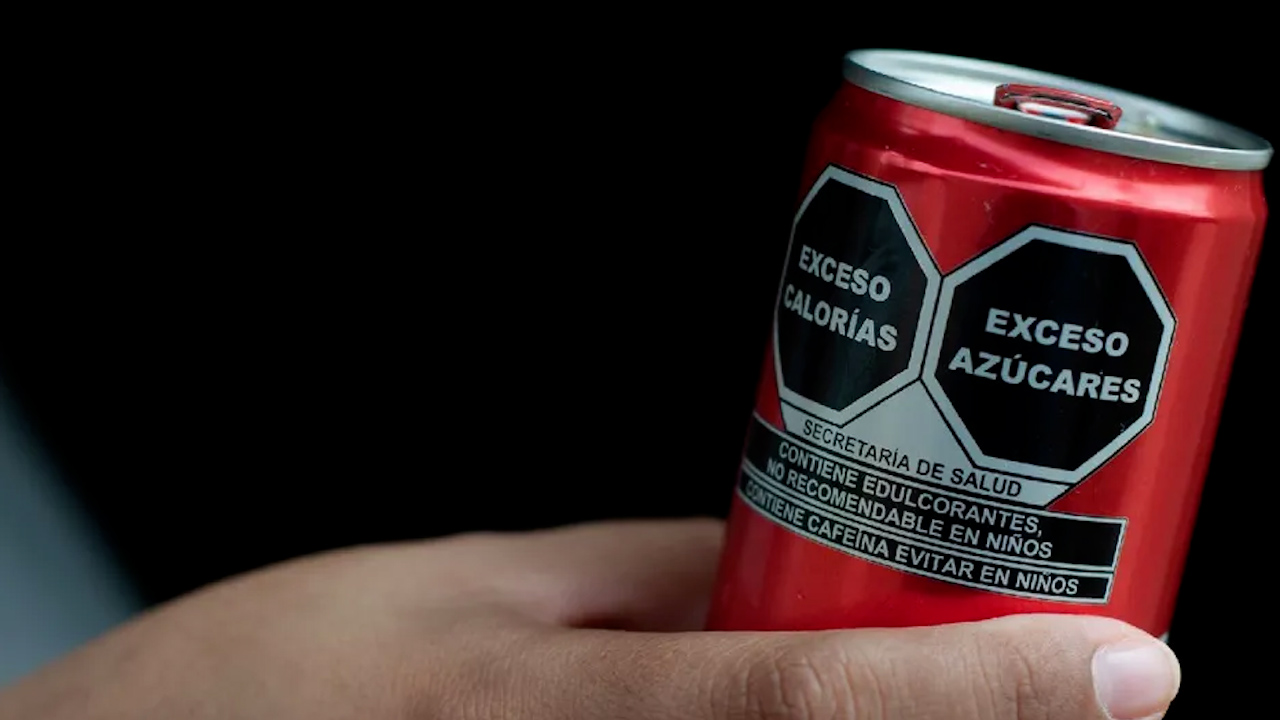 EXCESO
CALORÍAS
EXCESO
AZÚCARES
SECRETARÍA DE SALUD
CONTIENE EDULCORANTES,
NO RECOMENDABLE EN NIÑOS
CONTIENE CAFEÍNA EVITAR EN NIÑOS